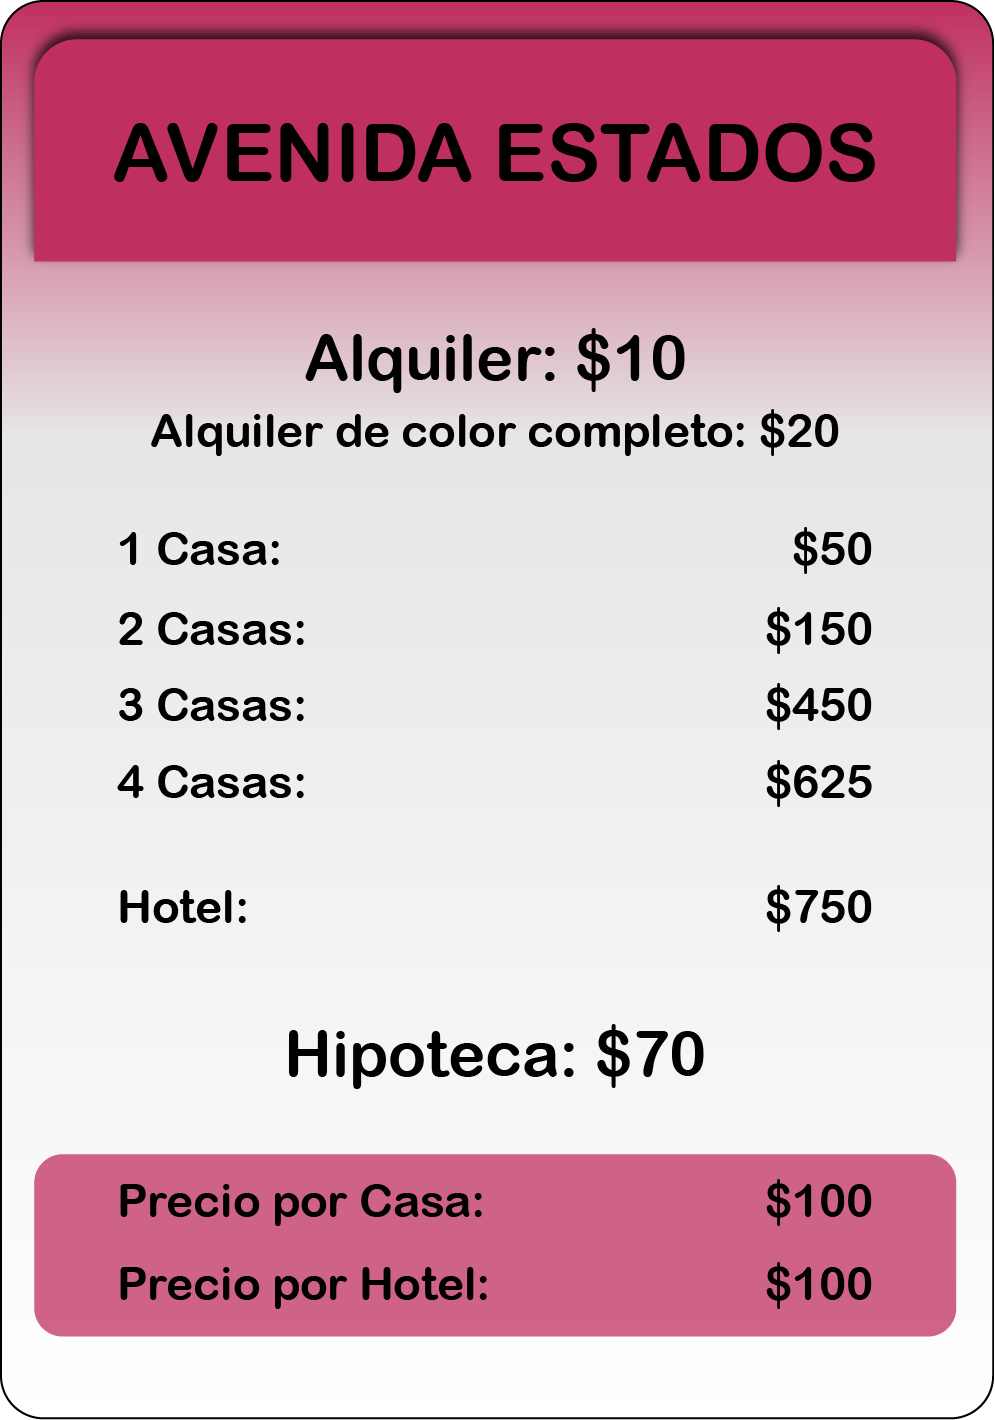 AVENIDA ESTADOS
Alquiler: $10
Alquiler de color completo: $20
1 Casa: $50
2 Casas: $150
3 Casas: $450
4 Casas: $625
Hotel: $750
Hipoteca: $70
Precio por Casa: $100
Precio por Hotel: $100